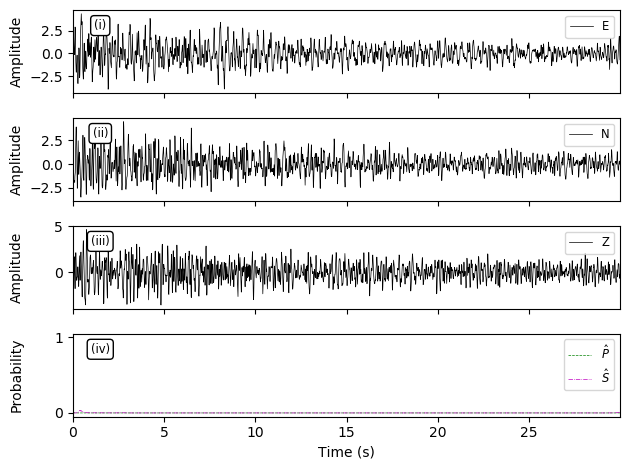 (i)
E
Amplitude
2.5
0.0
−2.5
(ii)
N
Amplitude
2.5
0.0
−2.5
(iii)
Z
Amplitude
5
0
(iv)
P̂
Ŝ
Probability
1
0
0 5 10 15 20 25
Time (s)